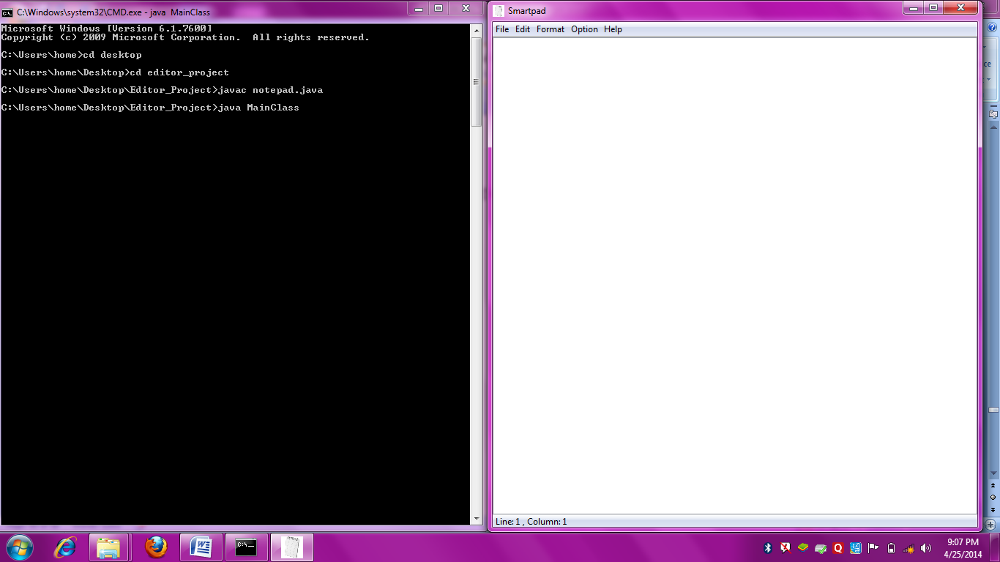 C:\Windows\system32\CMD.exe - java  MainClass
Microsoft Windows [Version 6.1.7600]
Copyright (c) 2009 Microsoft Corporation.  All rights reserved.
C:\Users\home>cd desktop
C:\Users\home\Desktop>cd editor_project
C:\Users\home\Desktop\Editor_Project>javac notepad.java
C:\Users\home\Desktop\Editor_Project>java MainClass
Smartpad
File Edit Format Option Help
Line: 1 , Column: 1
ce
C:\_
9:07 PM
4/25/2014